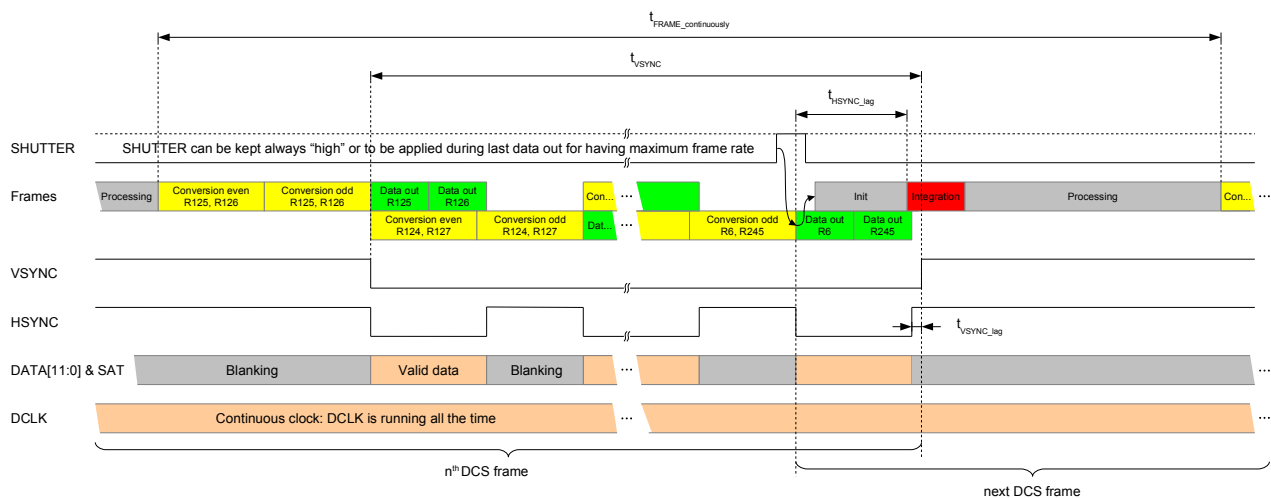 tFRAME_continuously
tVSYNC
tHSYNC_lag
SHUTTER
SHUTTER can be kept always “high” or to be applied during last data out for having maximum frame rate
Frames
Processing
Conversion even
R125, R126
Conversion odd
R125, R126
Data out
R125
Data out
R126
Con...
...
Init
Integration
Processing
Con...
...
Conversion even
R124, R127
Conversion odd
R124, R127
Dat...
...
Conversion odd
R6, R245
Data out
R6
Data out
R245
VSYNC
HSYNC
tVSYNC_lag
DATA[11:0] & SAT
Blanking
Valid data
Blanking
...
...
DCLK
Continuous clock: DCLK is running all the time
...
...
nth DCS frame
next DCS frame